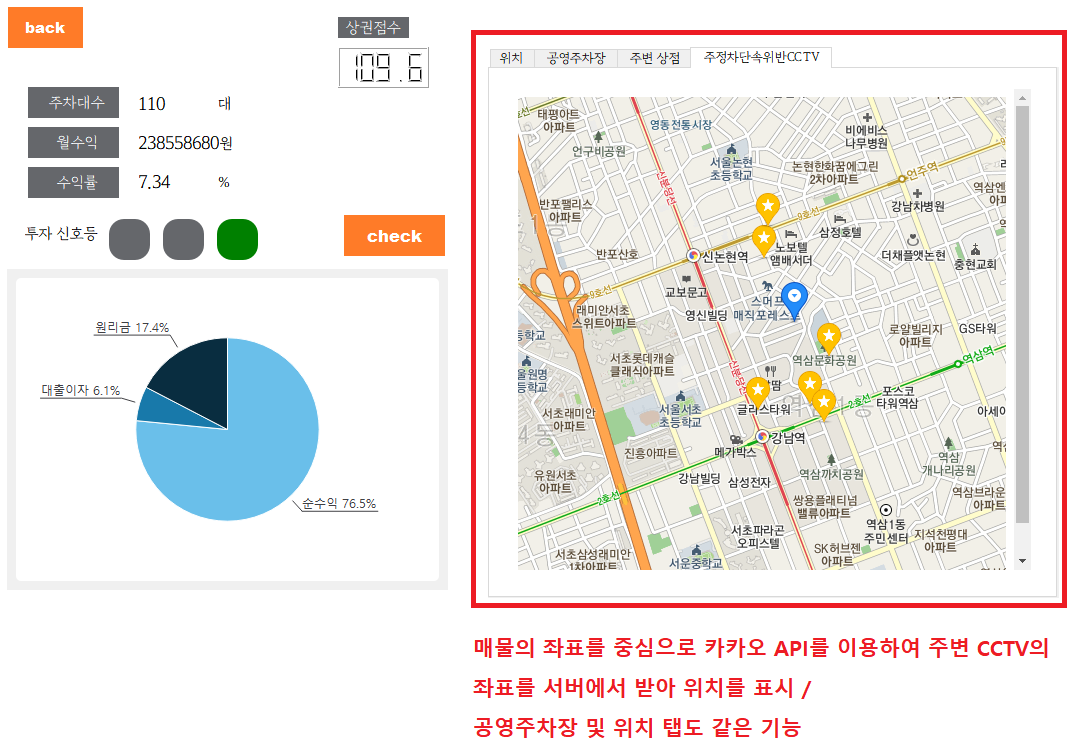 back
상권점수
109.6
주차대수 110 대
월수익 238558680원
수익률 7.34 %
투자 신호등
check
원리금 17.4%
대출이자 6.1%
순수익 76.5%
위치 공영주차장 주변 상점 주정차단속위반CCTV
태평아트
아파트
영동전통시장
비에비스
나무병원
언구비공원
서울논현
초등학교
논현한화꿈에그린
2차아파트
언주역
신분당선
반포팰리스
아파트
강남차병원
9호선
삼정호텔
노보텔
앰배서더
반포산호
신논현역
더채플앳논현
충현교회
9호선
교보문고
스머프
매직포레스트
래미안서초
스위트아파트
영신빌딩
로얄빌리지
아파트
GS타워
등학교
역삼문화공원
역삼역
서초롯데캐슬
클래식아파트
서울원명
초등학교
신분당선
포스코
타워역삼
2호선
글라스타워
서울서초
초등학교
서초래미안
아파트
강남역
메가박스
진흥아파트
역삼까치공원
역삼
개나리공원
유원서초
아파트
강남빌딩
삼성전자
2호선
쌍용플래티넘
밸류아파트
역삼브라운
아파트
역삼1동
주민센터
서초파라곤
오피스텔
지석천평대
아파트
SK허브젠
아파트
서초삼성래미안
1차아파트
서운중학교
매물의 좌표를 중심으로 카카오 API를 이용하여 주변 CCTV의
좌표를 서버에서 받아 위치를 표시 /
공영주차장 및 위치 탭도 같은 기능